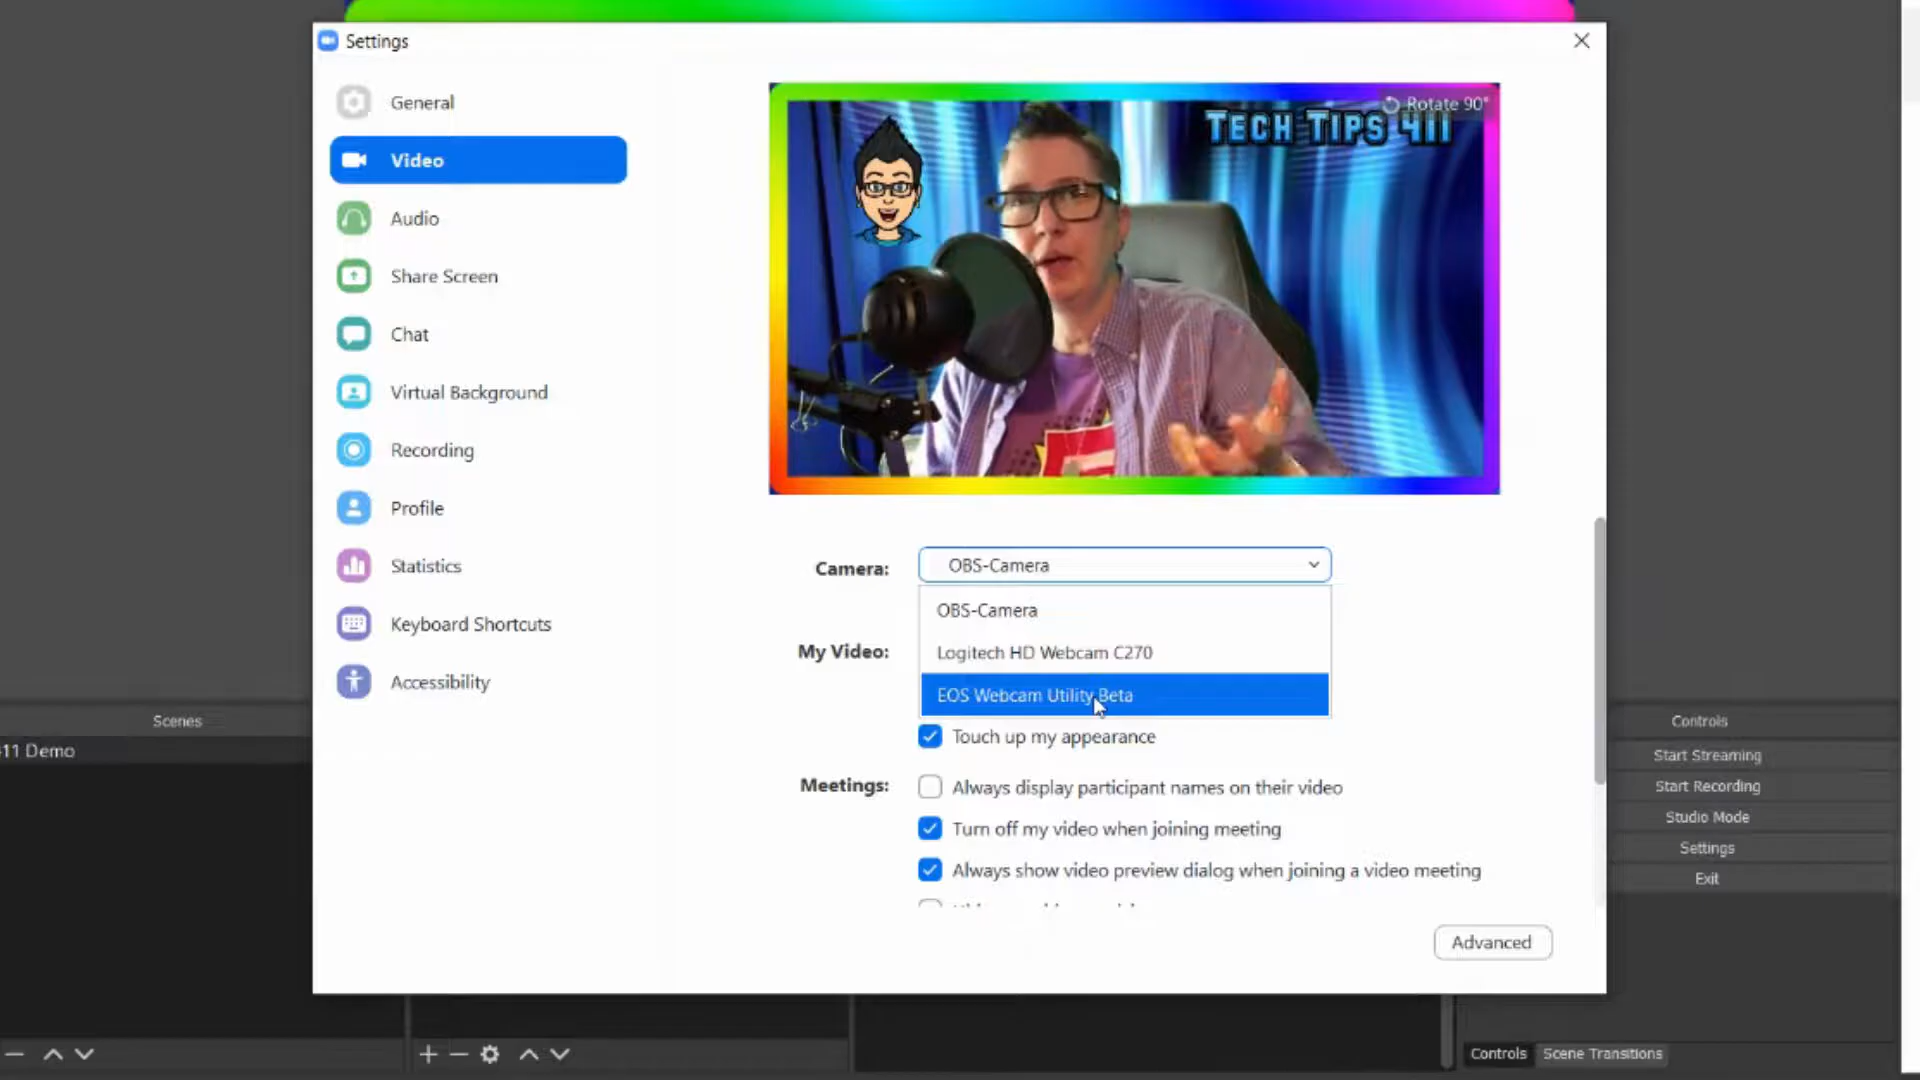 Settings
General
Video
Audio
Share Screen
Chat
Virtual Background
Recording
Profile
Statistics
Keyboard Shortcuts
Accessibility
Rotate 90°
TECH TIPS 411
Camera:
OBS-Camera
OBS-Camera
Logitech HD Webcam C270
EOS Webcam Utility Beta
My Video:
Touch up my appearance
Meetings:
Always display participant names on their video
Turn off my video when joining meeting
Always show video preview dialog when joining a video meeting
Advanced
Scenes
11 Demo
Controls
Start Streaming
Start Recording
Studio Mode
Settings
Exit
Controls
Scene Transitions